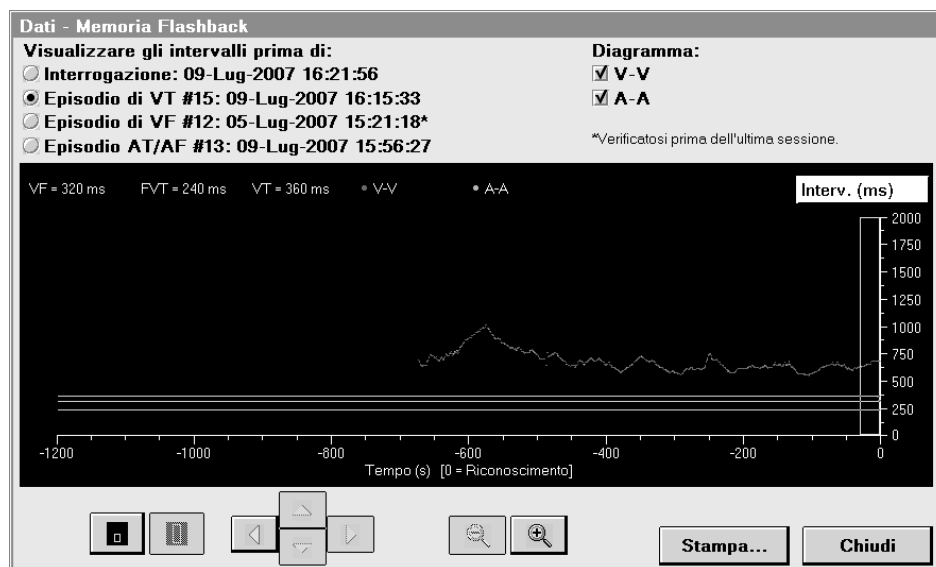 Dati - Memoria Flashback
Visualizzare gli intervalli prima di:
Interrogazione: 09-Lug-2007 16:21:56
Episodio di VT #15: 09-Lug-2007 16:15:33
Episodio di VF #12: 05-Lug-2007 15:21:18*
Episodio AT/AF #13: 09-Lug-2007 15:56:27
Diagramma:
V-V
A-A
*Verificatosi prima dell'ultima sessione.
VF = 320 ms FVT = 240 ms VT = 360 ms • V-V • A-A
Interv. (ms)
2000
1750
1500
1250
1000
750
500
250
0
-1200 -1000 -800 -600 -400 -200 0
Tempo (s) [0 = Riconoscimento]
Stampa... Chiudi